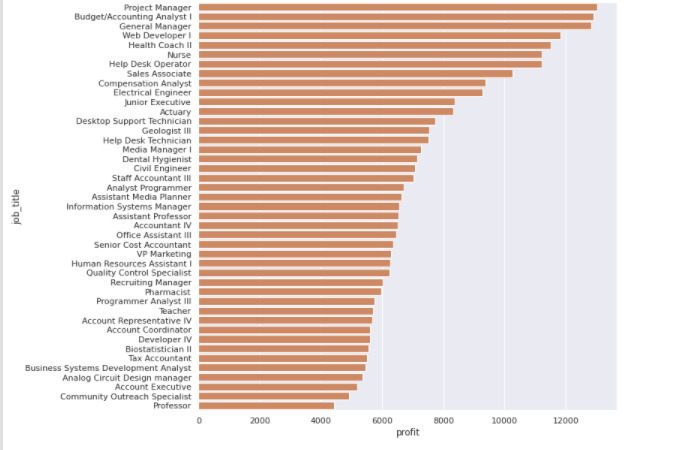 Project Manager
Budget/Accounting Analyst I
General Manager
Web Developer I
Health Coach II
Nurse
Help Desk Operator
Sales Associate
Compensation Analyst
Electrical Engineer
Junior Executive
Actuary
Desktop Support Technician
Geologist III
Help Desk Technician
Media Manager I
Dental Hygienist
Civil Engineer
Staff Accountant III
Analyst Programmer
Assistant Media Planner
Information Systems Manager
Assistant Professor
Accountant IV
Office Assistant III
Senior Cost Accountant
VP Marketing
Human Resources Assistant I
Quality Control Specialist
Recruiting Manager
Pharmacist
Programmer Analyst III
Teacher
Account Representative IV
Account Coordinator
Developer IV
Biostatistician II
Tax Accountant
Business Systems Development Analyst
Analog Circuit Design manager
Account Executive
Community Outreach Specialist
Professor
job_title
0 2000 4000 6000 8000 10000 12000
profit